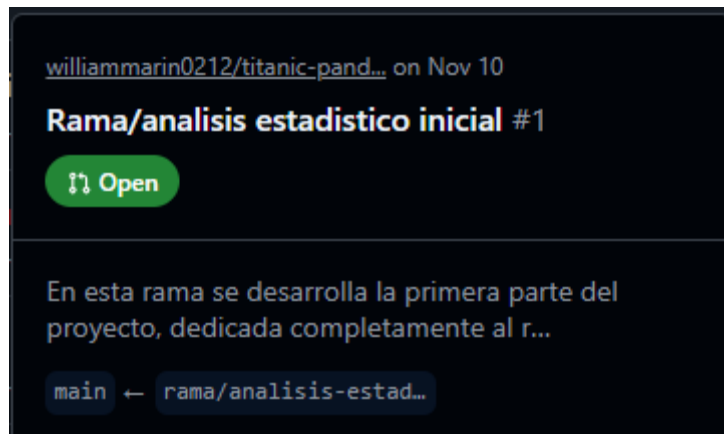 williammarin0212/titanic-pand... on Nov 10
Rama/analisis estadistico inicial #1
Open
En esta rama se desarrolla la primera parte del
proyecto, dedicada completamente al r...
main ← rama/analisis-estad…